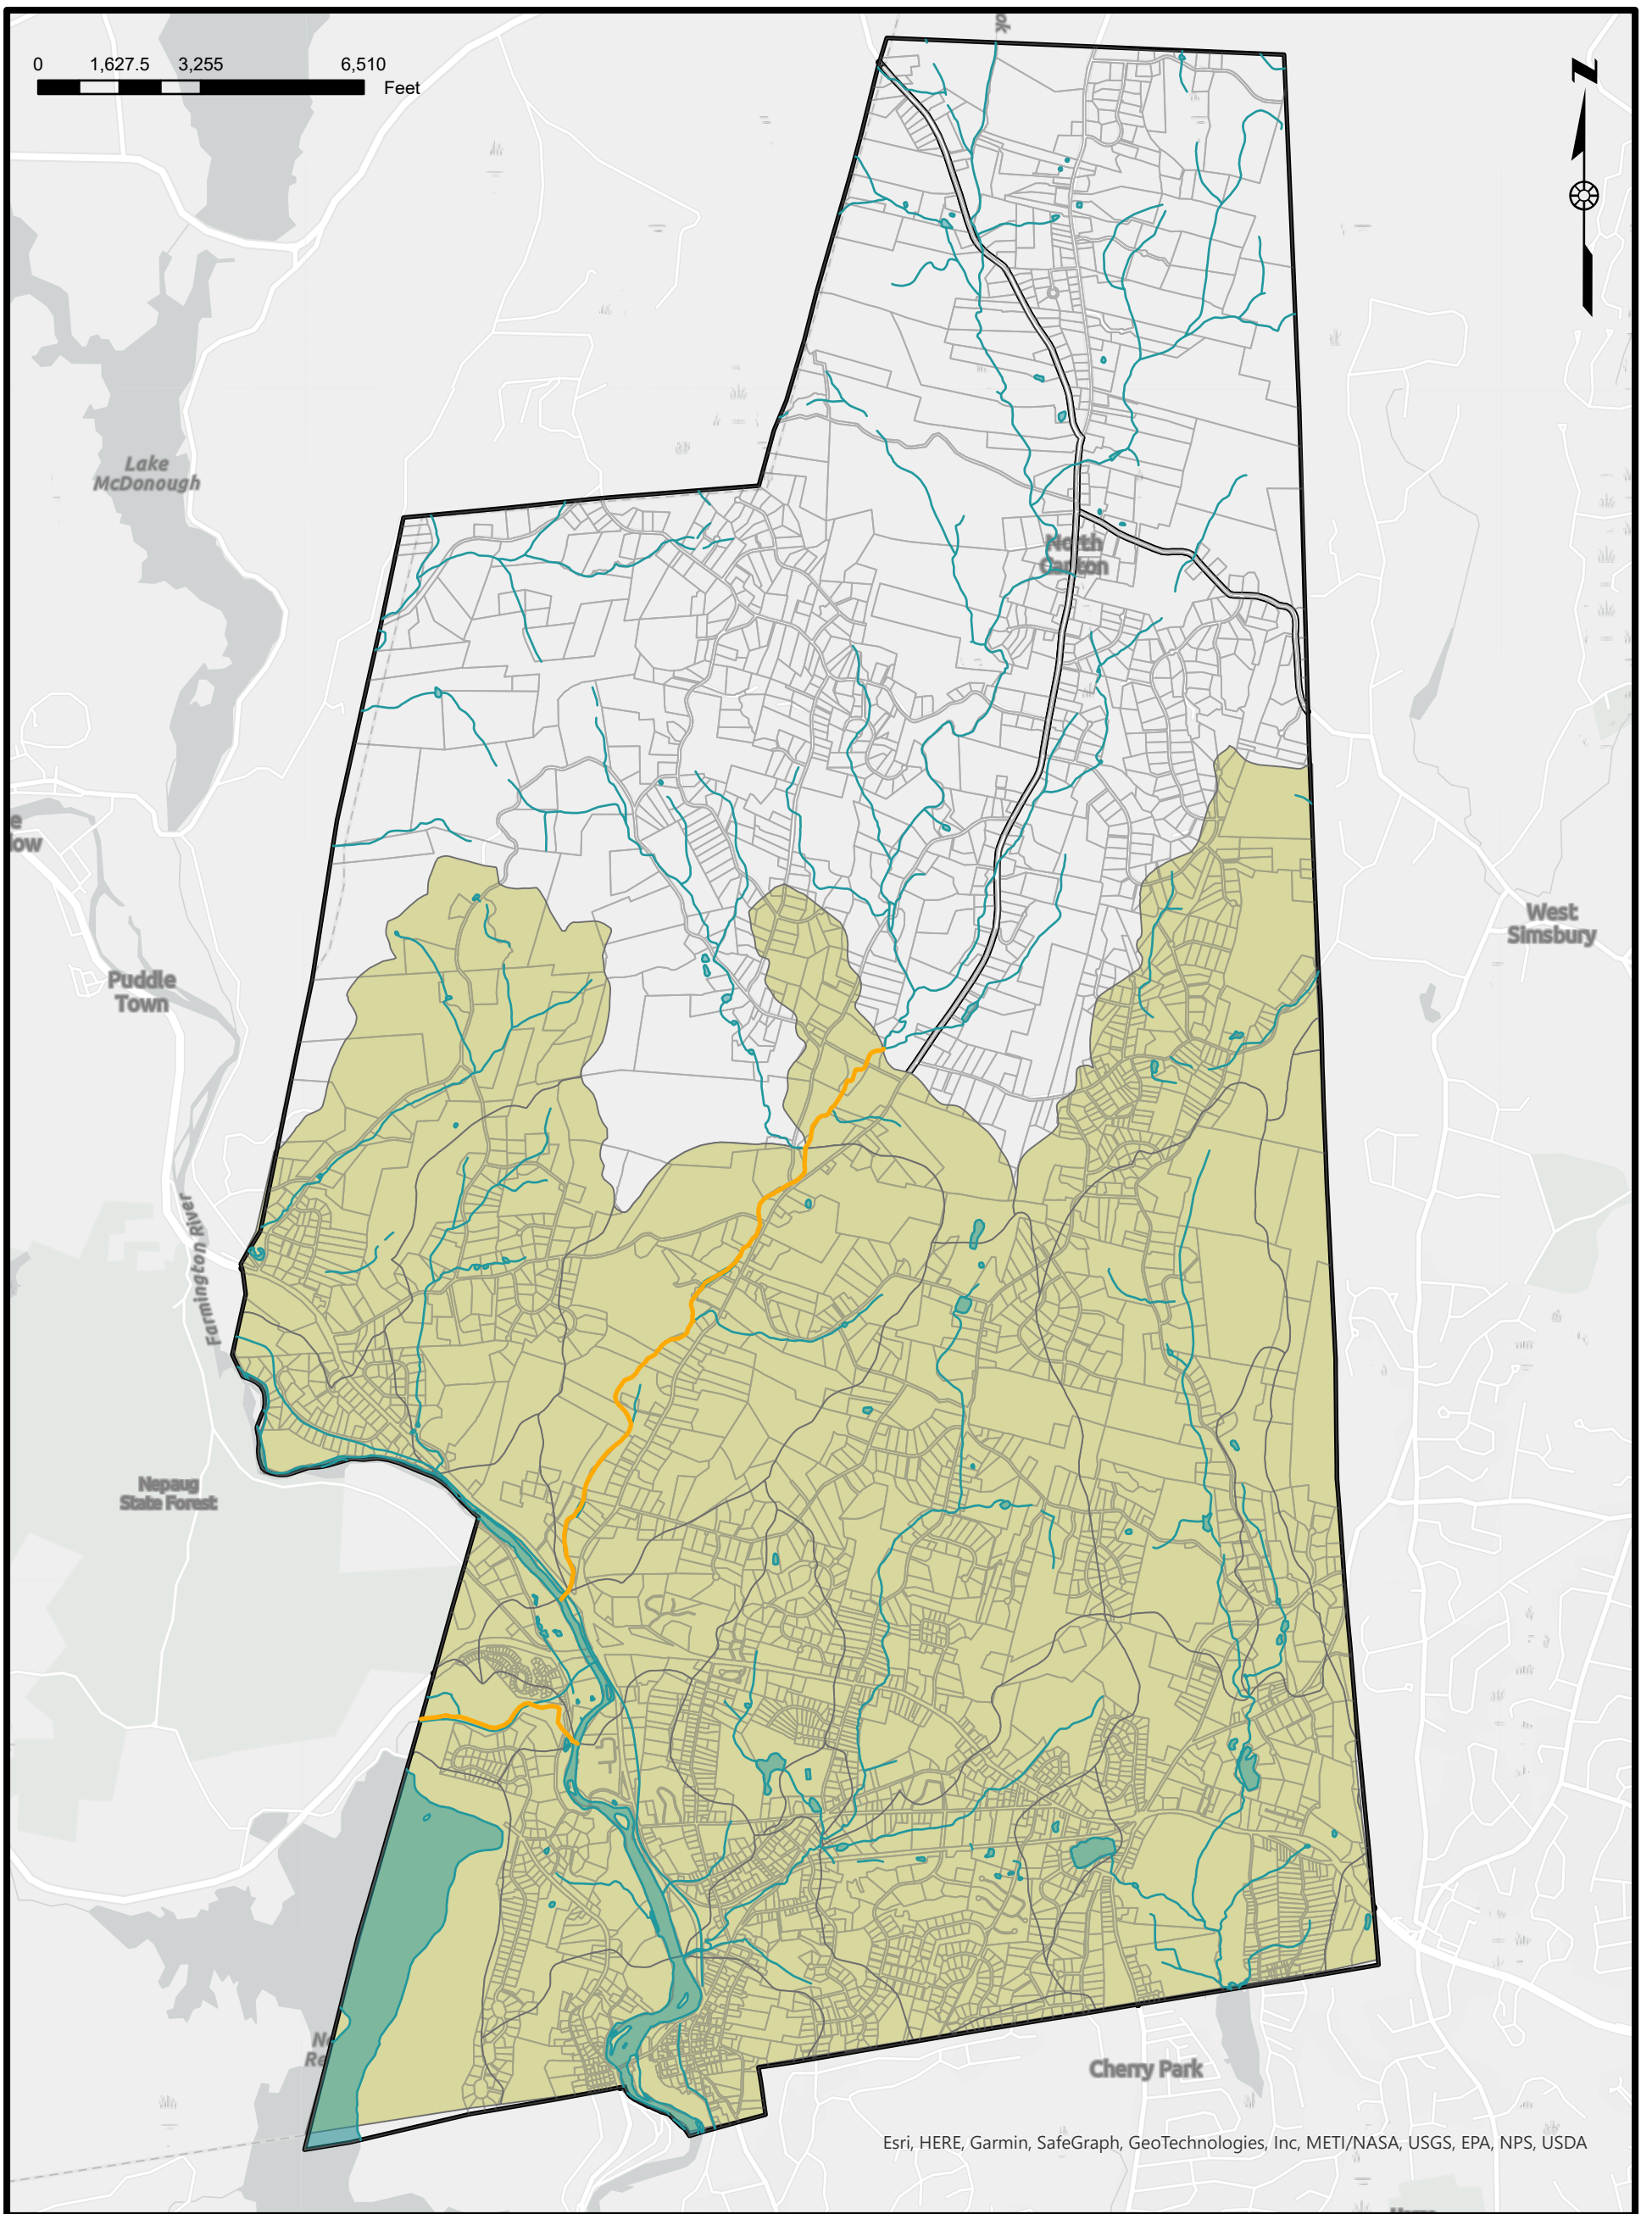 0 1,627.5 3,255 6,510
Feet
N
Lake
McDonough
North
Canton
West
Simsbury
Puddle
Town
Farmington River
Nepaug
State Forest
Cherry Park
Esri, HERE, Garmin, SafeGraph, GeoTechnologies, Inc, METI/NASA, USGS, EPA, NPS, USDA